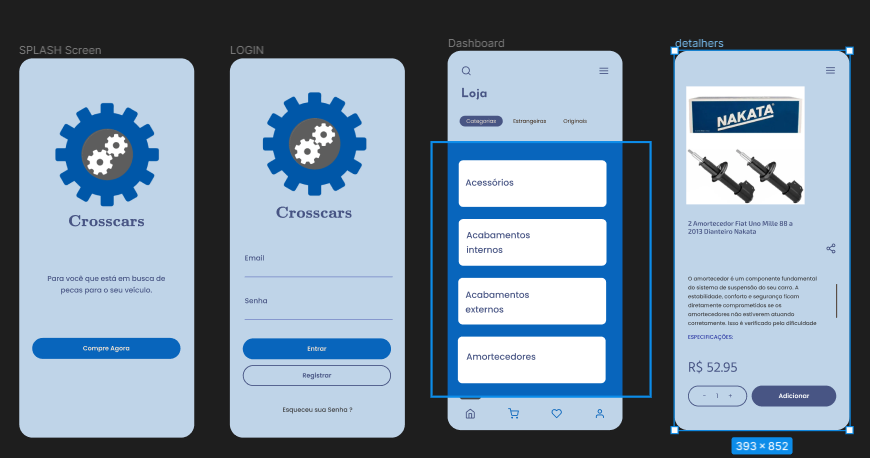 SPLASH Screen
Crosscars
Para você que está em busca de
pecas para o seu veículo.
Compre Agora
LOGIN
Crosscars
Email
Senha
Entrar
Registrar
Esqueceu sua Senha ?
Dashboard
Loja
Categorias
Estrangeiras
Originais
Acessórios
Acabamentos
internos
Acabamentos
externos
Amortecedores
detalhers
NAKATA
2 Amortecedor Fiat Uno Mille 88 a
2013 Dianteiro Nakata
O amortecedor é um componente fundamental
do sistema de suspensão do seu carro. A
estabilidade, conforto e segurança ficam
diretamente comprometidos se os
amortecedores não estiverem atuando
corretamente. Isso é verificado pela dificuldade
ESPECIFICAÇÕES:
R$ 52.95
- 1 +
Adicionar
393 × 852